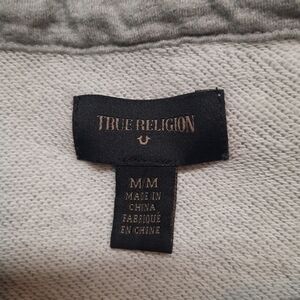 TRUE RELIGION
M/M
MADE IN
CHINA
FABRIQUÉ
EN CHINE